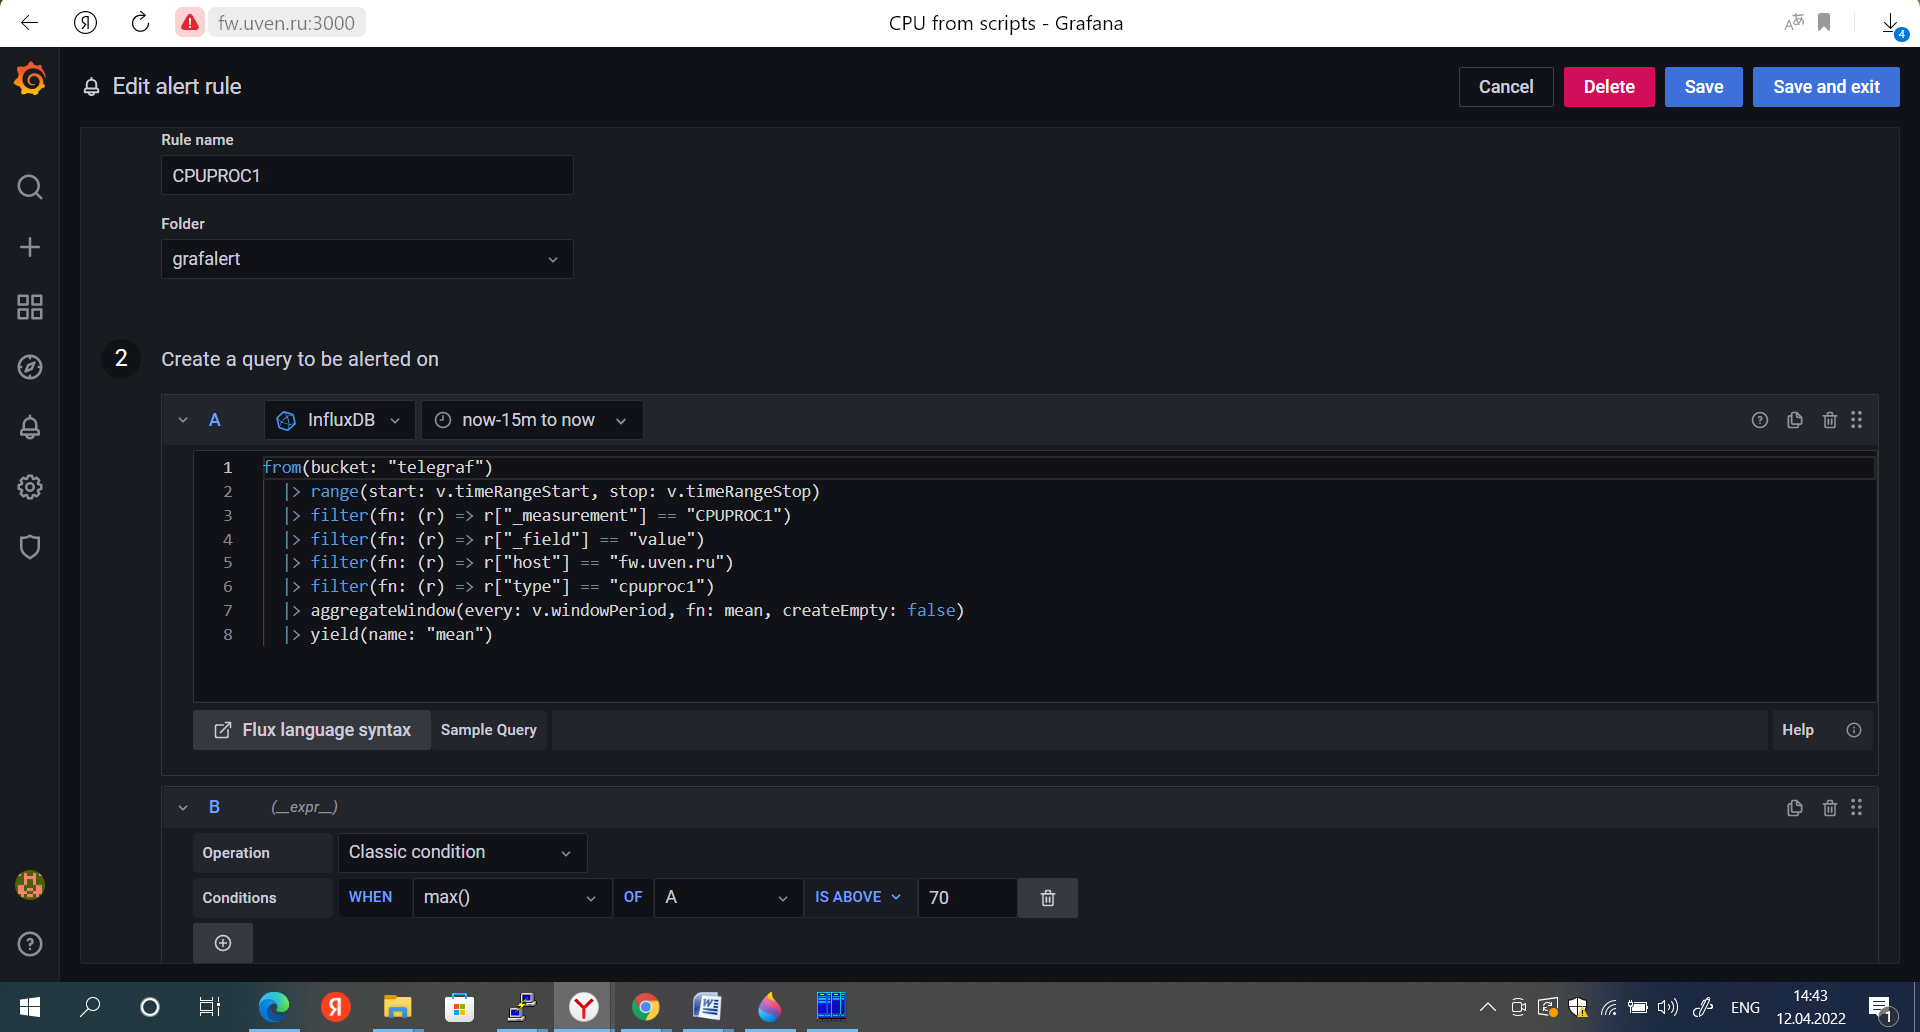 Я
fw.uven.ru:3000
CPU from scripts - Grafana
4
Edit alert rule
Cancel
Delete
Save
Save and exit
Rule name
CPUPROC1
Folder
grafalert
2
Create a query to be alerted on
A
InfluxDB
now-15m to now
1 from(bucket: "telegraf")
2 |> range(start: v.timeRangeStart, stop: v.timeRangeStop)
3 |> filter(fn: (r) => r["_measurement"] == "CPUPROC1")
4 |> filter(fn: (r) => r["_field"] == "value")
5 |> filter(fn: (r) => r["host"] == "fw.uven.ru")
6 |> filter(fn: (r) => r["type"] == "cpuproc1")
7 |> aggregateWindow(every: v.windowPeriod, fn: mean, createEmpty: false)
8 |> yield(name: "mean")
Flux language syntax
Sample Query
Help
B
(__expr__)
Operation
Classic condition
Conditions
WHEN
max()
OF
A
IS ABOVE
70
Я
ENG
14:43
12.04.2022
1